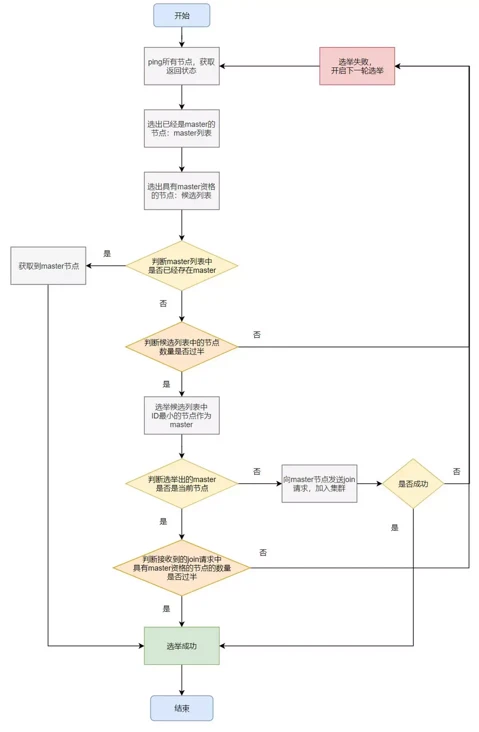 开始
ping所有节点，获取
返回状态
选举失败，
开启下一轮选举
选出已经是master的
节点：master列表
选出具有master资格
的节点：候选列表
判断master列表中
是否已经存在master
是
获取到master节点
否
判断候选列表中的节点
数量是否过半
否
是
选举候选列表中
ID最小的节点作为
master
判断选举出的master
是否是当前节点
否
向master节点发送join
请求，加入集群
是否成功
否
是
是
判断接收到的join请求中
具有master资格的节点的数量
是否过半
否
是
选举成功
结束